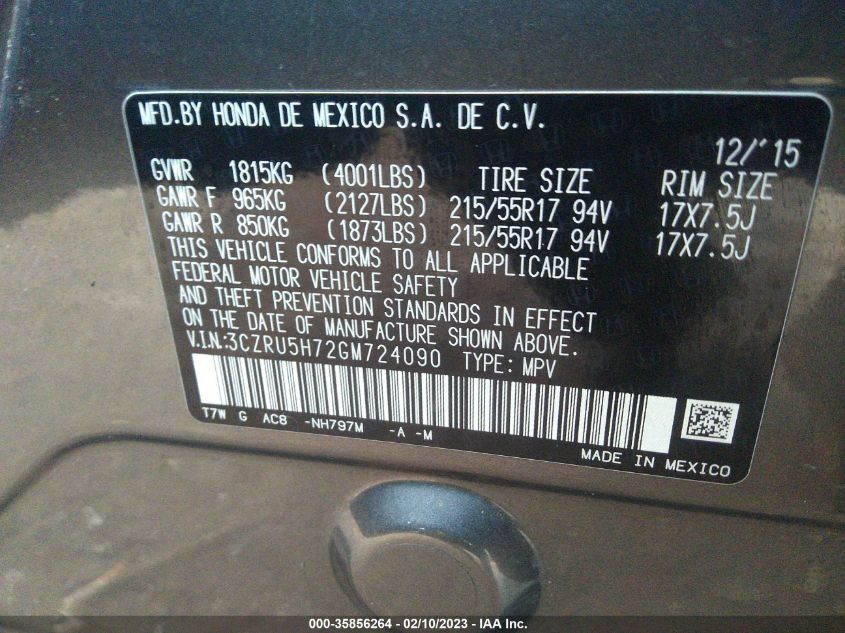 MFD.BY HONDA DE MEXICO S.A. DE C.V.
12/'15
GVWR 1815KG (4001LBS) TIRE SIZE RIM SIZE
GAWR F 965KG (2127LBS) 215/55R17 94V 17X7.5J
GAWR R 850KG (1873LBS) 215/55R17 94V 17X7.5J
THIS VEHICLE CONFORMS TO ALL APPLICABLE
FEDERAL MOTOR VEHICLE SAFETY
AND THEFT PREVENTION STANDARDS IN EFFECT
ON THE DATE OF MANUFACTURE SHOWN ABOVE.
V.I.N:3CZRU5H72GM724090 TYPE: MPV
T7W G AC8 -NH797M -A -M
MADE IN MEXICO
000-35856264 - 02/10/2023 - IAA Inc.